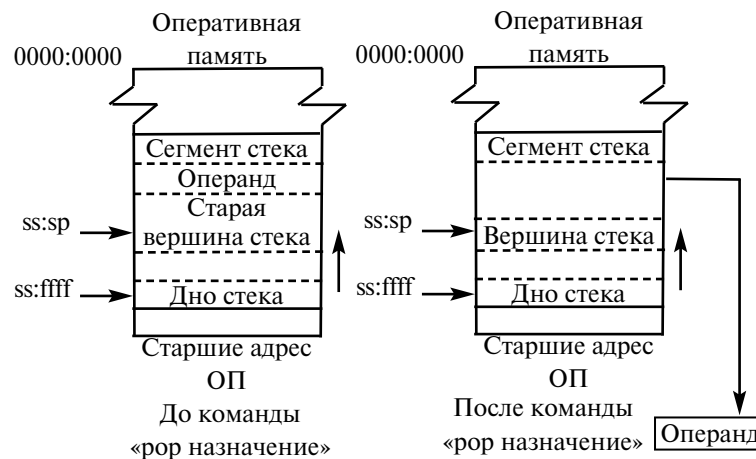 Оперативная
память
0000:0000
Сегмент стека
Операнд
Старая
вершина стека
ss:sp
ss:ffff
Дно стека
Старшие адрес
ОП
До команды
«pop назначение»
Оперативная
память
0000:0000
Сегмент стека
ss:sp
Вершина стека
ss:ffff
Дно стека
Старшие адрес
ОП
После команды
«pop назначение»
Операнд